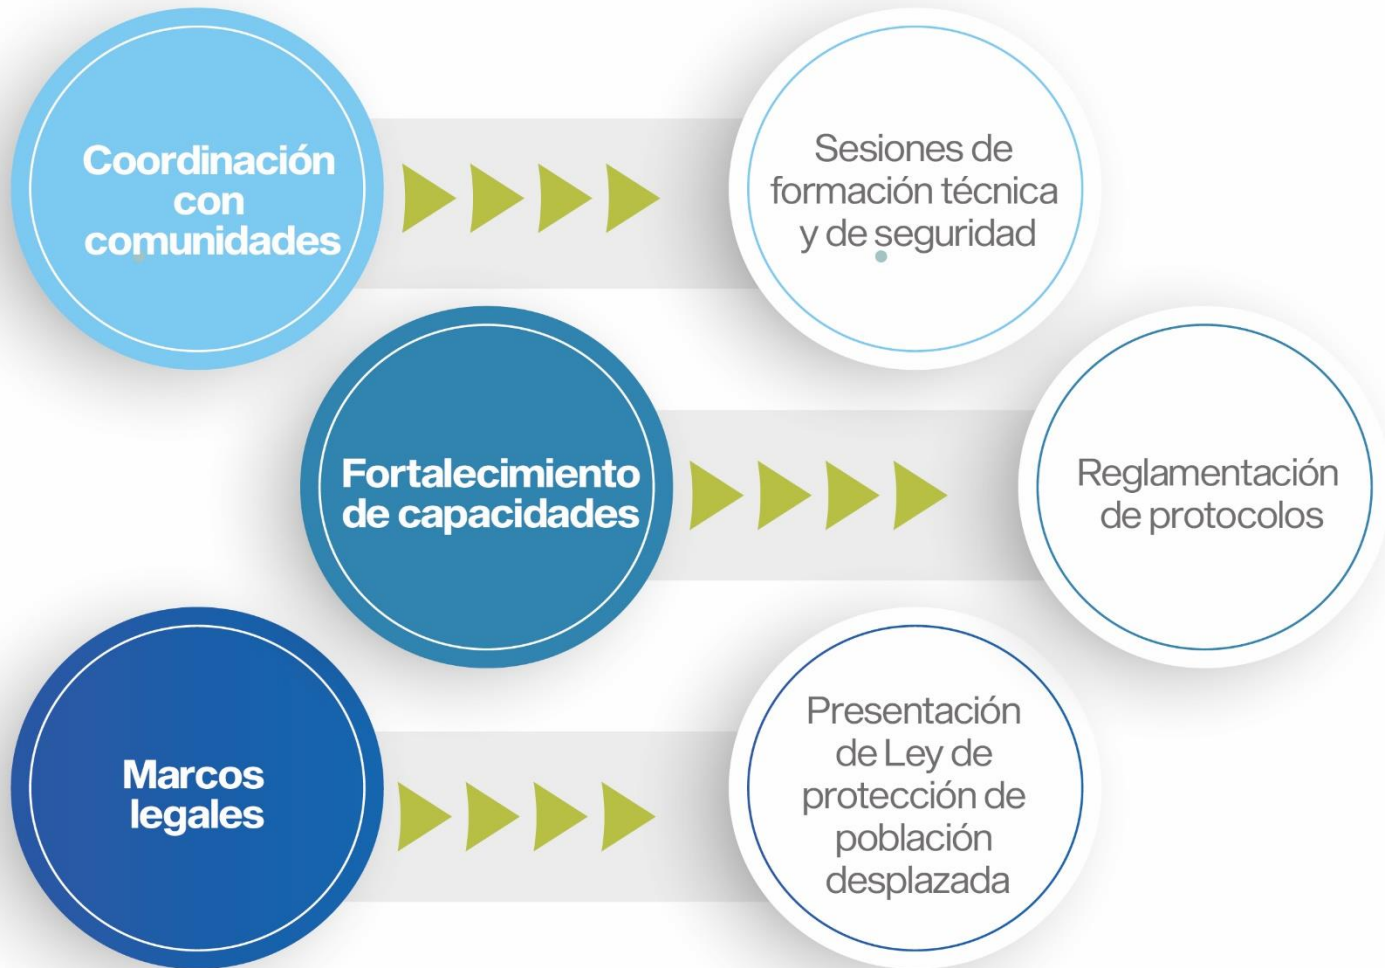 Coordinación
con
comunidades
Sesiones de
formación técnica
y de seguridad
Fortalecimiento
de capacidades
Reglamentación
de protocolos
Marcos
legales
Presentación
de Ley de
protección de
población
desplazada